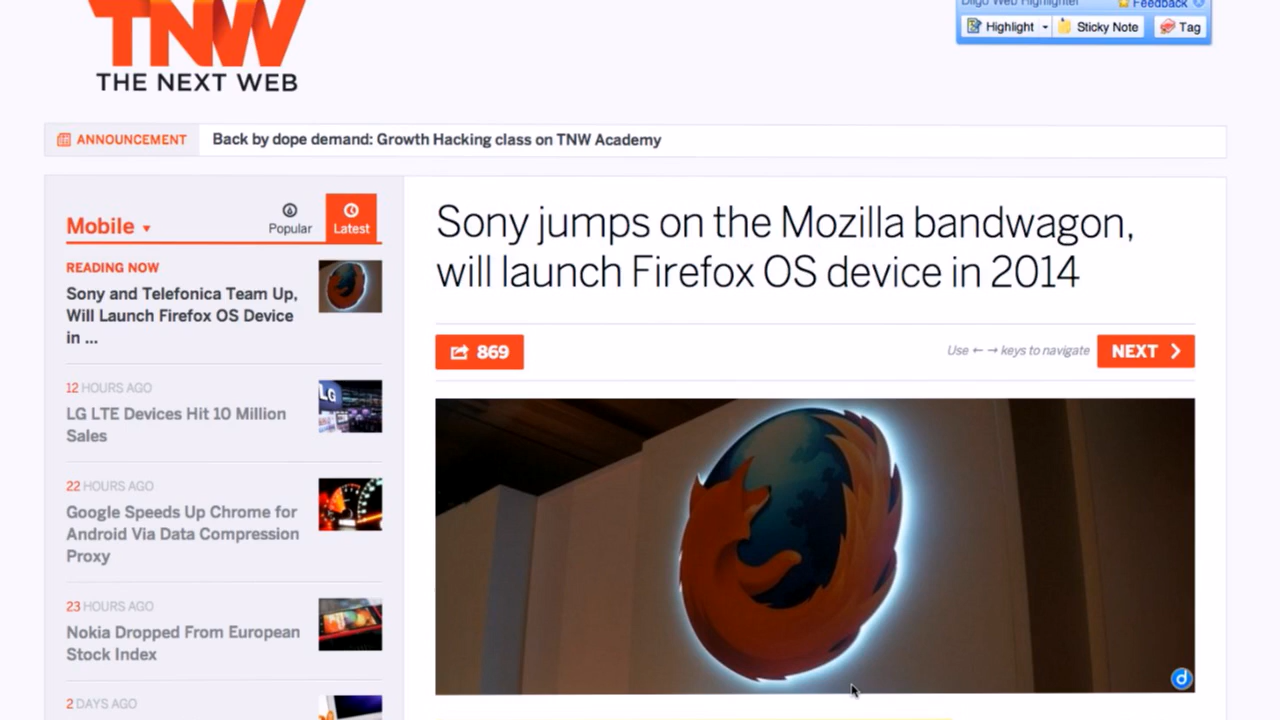 TNW
THE NEXT WEB
Diigo Web Highlighter
Feedback
Highlight
Sticky Note
Tag
ANNOUNCEMENT
Back by dope demand: Growth Hacking class on TNW Academy
Mobile
Popular
Latest
READING NOW
Sony and Telefonica Team Up,
Will Launch Firefox OS Device
in ...
12 HOURS AGO
LG LTE Devices Hit 10 Million
Sales
22 HOURS AGO
Google Speeds Up Chrome for
Android Via Data Compression
Proxy
23 HOURS AGO
Nokia Dropped From European
Stock Index
2 DAYS AGO
Sony jumps on the Mozilla bandwagon,
will launch Firefox OS device in 2014
869
Use ← → keys to navigate
NEXT
LG
d